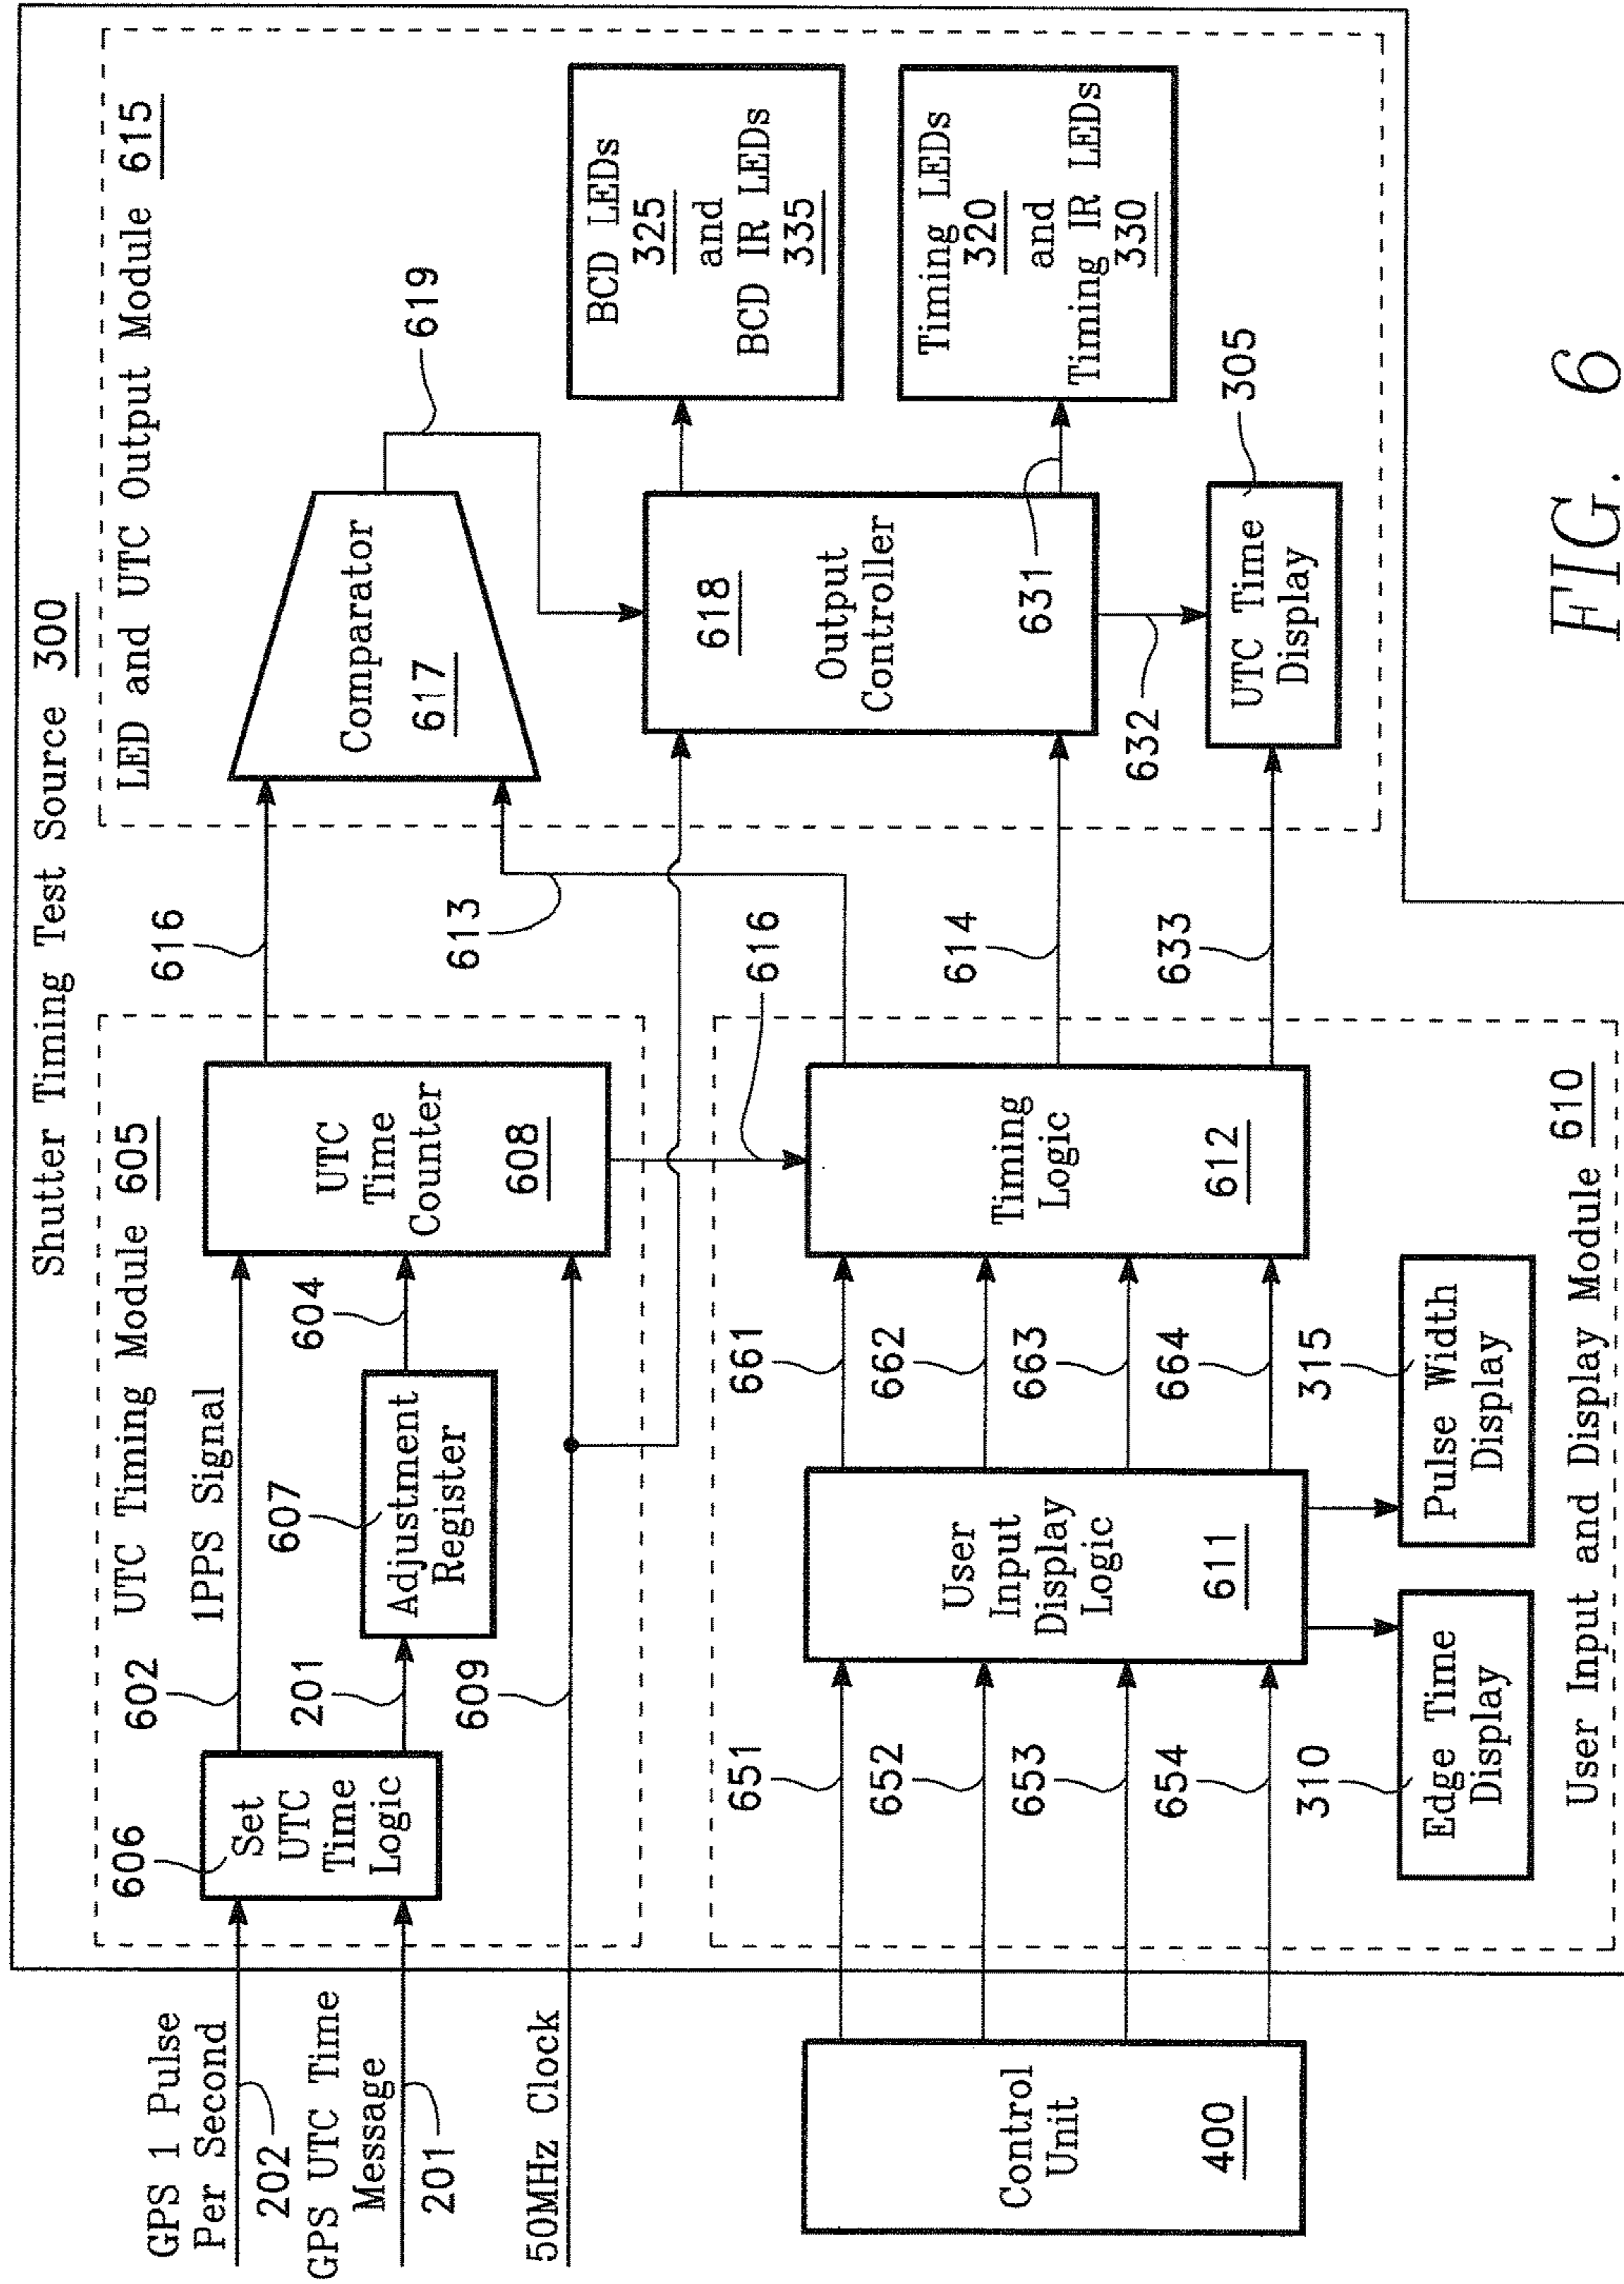 Shutter Timing Test Source 300
GPS 1 Pulse
Per Second
202
GPS UTC Time
Message
201
50MHz Clock
UTC Timing Module 605
606
Set
UTC
Time
Logic
602
1PPS Signal
201
607
Adjustment
Register
604
609
UTC
Time
Counter
608
616
613
616
LED and UTC Output Module 615
Comparator
617
619
618
Output
Controller
BCD LEDs
325
and
BCD IR LEDs
335
Timing LEDs
320
and
Timing IR LEDs
330
631
632
305
UTC Time
Display
Control
Unit
400
651
652
653
654
User
Input
Display
Logic
611
661
662
663
664
Timing
Logic
612
614
633
310
Edge Time
Display
315
Pulse Width
Display
User Input and Display Module 610
FIG. 6